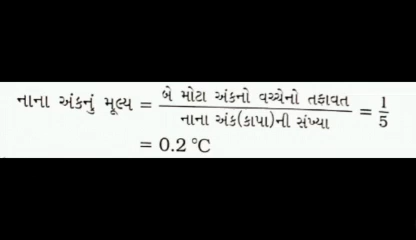 નાના અંકનું મૂલ્ય = બે મોટા અંકનો વચ્ચેનો તફાવત / નાના અંક(કાપા)ની સંખ્યા = 1/5
= 0.2 °C